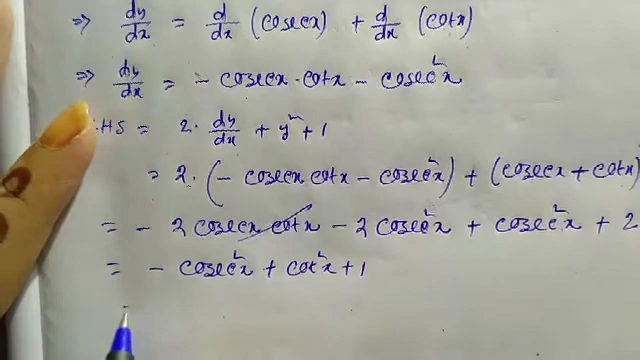 ⇒ dy/dx = d/dx (cosecx) + d/dx (cotx)
⇒ dy/dx = - cosecx · cotx - cosec²x
HS = 2 · dy/dx + y² + 1
= 2 · (- cosecx cotx - cosec²x) + (cosecx + cotx)
= - 2 cosecx cotx - 2 cosec²x + cosec²x + 2
= - cosec²x + cot²x + 1
=